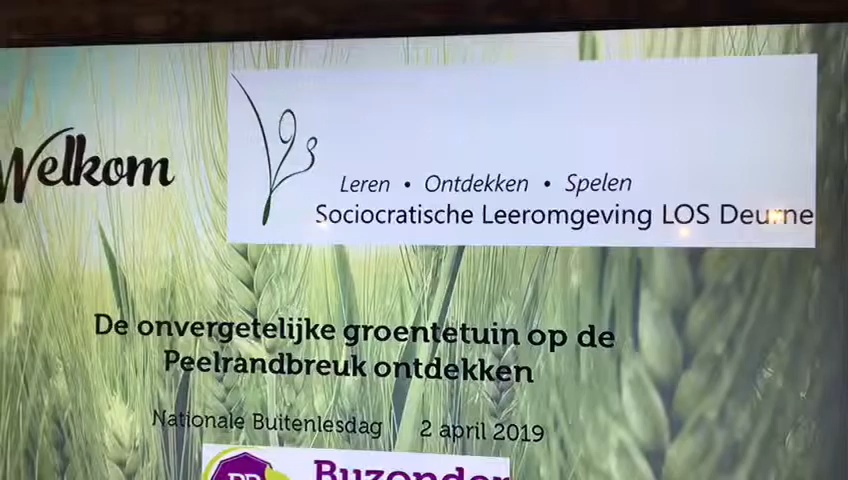 Welkom
Leren • Ontdekken • Spelen
Sociocratische Leeromgeving LOS Deurne
De onvergetelijke groentetuin op de
Peelrandbreuk ontdekken
Nationale Buitenlesdag 2 april 2019
Buzonder